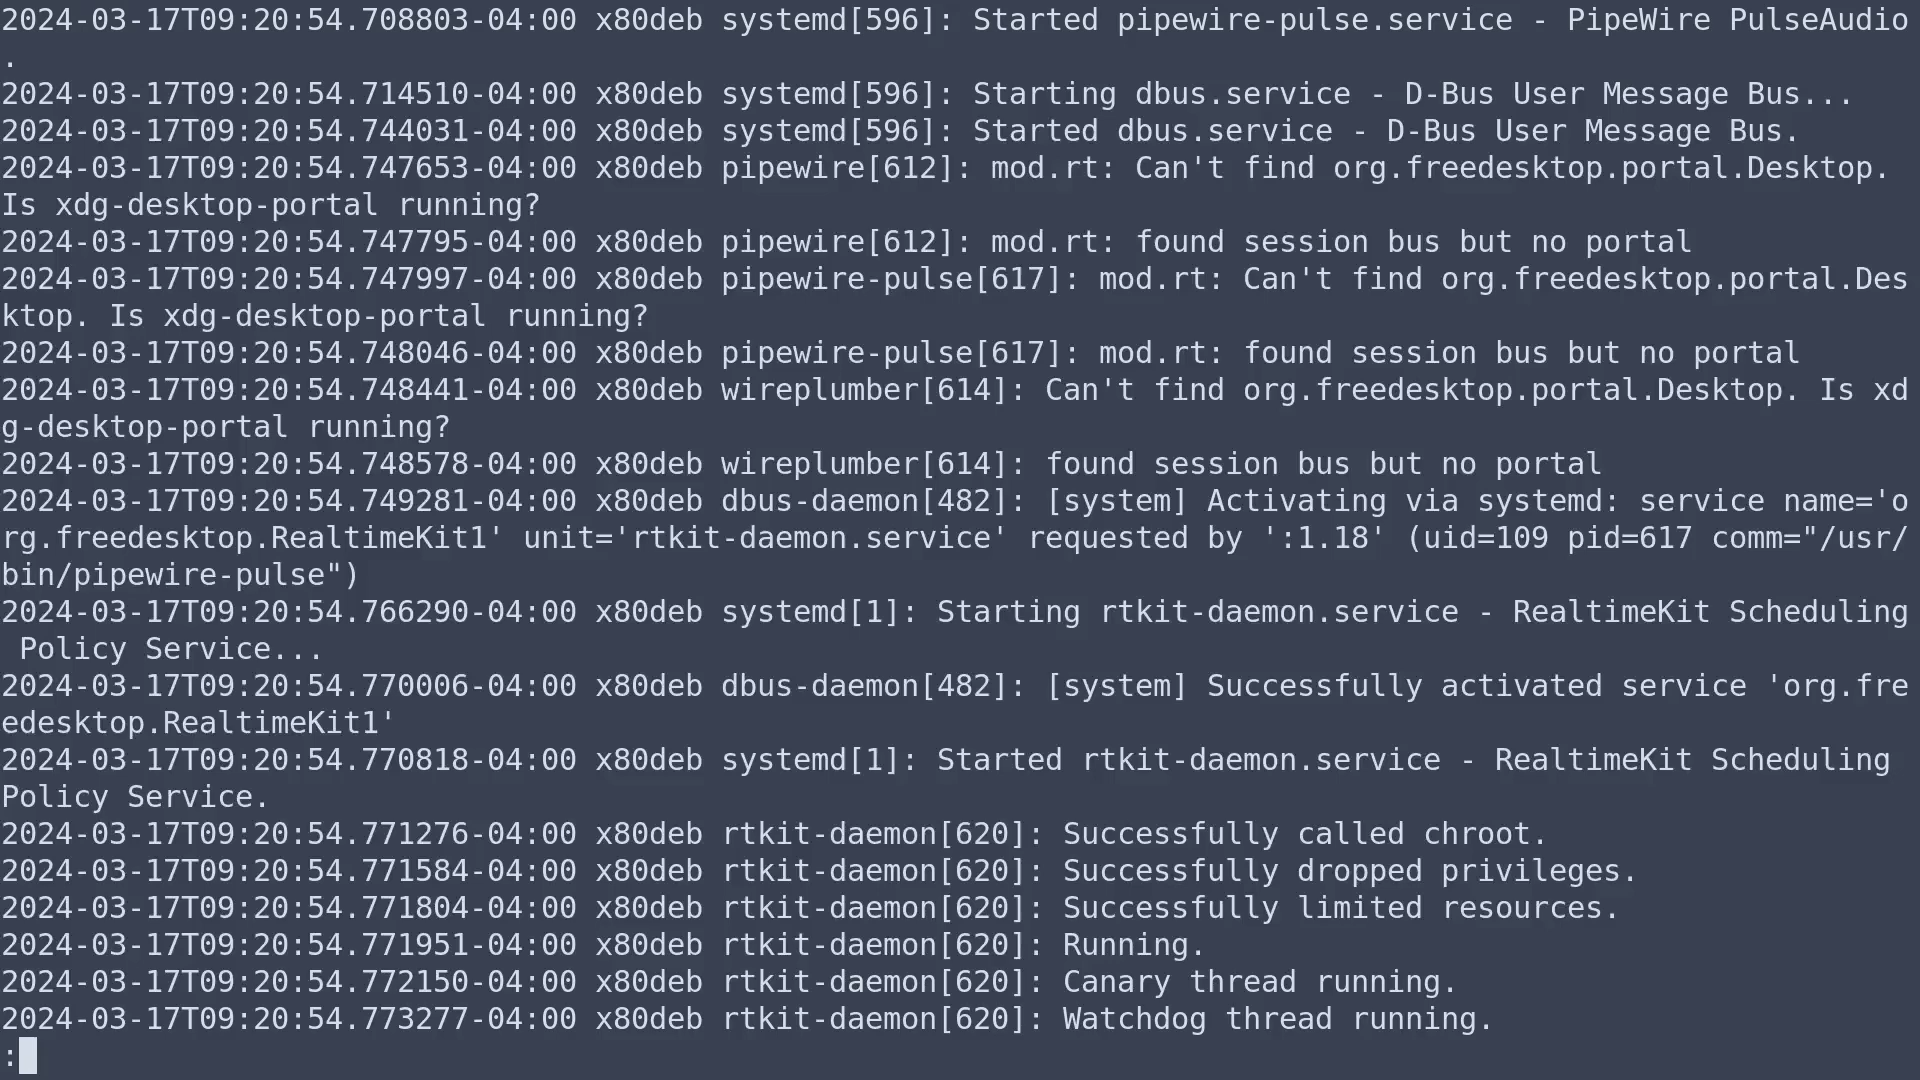 2024-03-17T09:20:54.708803-04:00 x80deb systemd[596]: Started pipewire-pulse.service - PipeWire PulseAudio
.
2024-03-17T09:20:54.714510-04:00 x80deb systemd[596]: Starting dbus.service - D-Bus User Message Bus...
2024-03-17T09:20:54.744031-04:00 x80deb systemd[596]: Started dbus.service - D-Bus User Message Bus.
2024-03-17T09:20:54.747653-04:00 x80deb pipewire[612]: mod.rt: Can't find org.freedesktop.portal.Desktop.
Is xdg-desktop-portal running?
2024-03-17T09:20:54.747795-04:00 x80deb pipewire[612]: mod.rt: found session bus but no portal
2024-03-17T09:20:54.747997-04:00 x80deb pipewire-pulse[617]: mod.rt: Can't find org.freedesktop.portal.Des
ktop. Is xdg-desktop-portal running?
2024-03-17T09:20:54.748046-04:00 x80deb pipewire-pulse[617]: mod.rt: found session bus but no portal
2024-03-17T09:20:54.748441-04:00 x80deb wireplumber[614]: Can't find org.freedesktop.portal.Desktop. Is xd
g-desktop-portal running?
2024-03-17T09:20:54.748578-04:00 x80deb wireplumber[614]: found session bus but no portal
2024-03-17T09:20:54.749281-04:00 x80deb dbus-daemon[482]: [system] Activating via systemd: service name='o
rg.freedesktop.RealtimeKit1' unit='rtkit-daemon.service' requested by ':1.18' (uid=109 pid=617 comm="/usr/
bin/pipewire-pulse")
2024-03-17T09:20:54.766290-04:00 x80deb systemd[1]: Starting rtkit-daemon.service - RealtimeKit Scheduling
 Policy Service...
2024-03-17T09:20:54.770006-04:00 x80deb dbus-daemon[482]: [system] Successfully activated service 'org.fre
edesktop.RealtimeKit1'
2024-03-17T09:20:54.770818-04:00 x80deb systemd[1]: Started rtkit-daemon.service - RealtimeKit Scheduling
Policy Service.
2024-03-17T09:20:54.771276-04:00 x80deb rtkit-daemon[620]: Successfully called chroot.
2024-03-17T09:20:54.771584-04:00 x80deb rtkit-daemon[620]: Successfully dropped privileges.
2024-03-17T09:20:54.771804-04:00 x80deb rtkit-daemon[620]: Successfully limited resources.
2024-03-17T09:20:54.771951-04:00 x80deb rtkit-daemon[620]: Running.
2024-03-17T09:20:54.772150-04:00 x80deb rtkit-daemon[620]: Canary thread running.
2024-03-17T09:20:54.773277-04:00 x80deb rtkit-daemon[620]: Watchdog thread running.
: